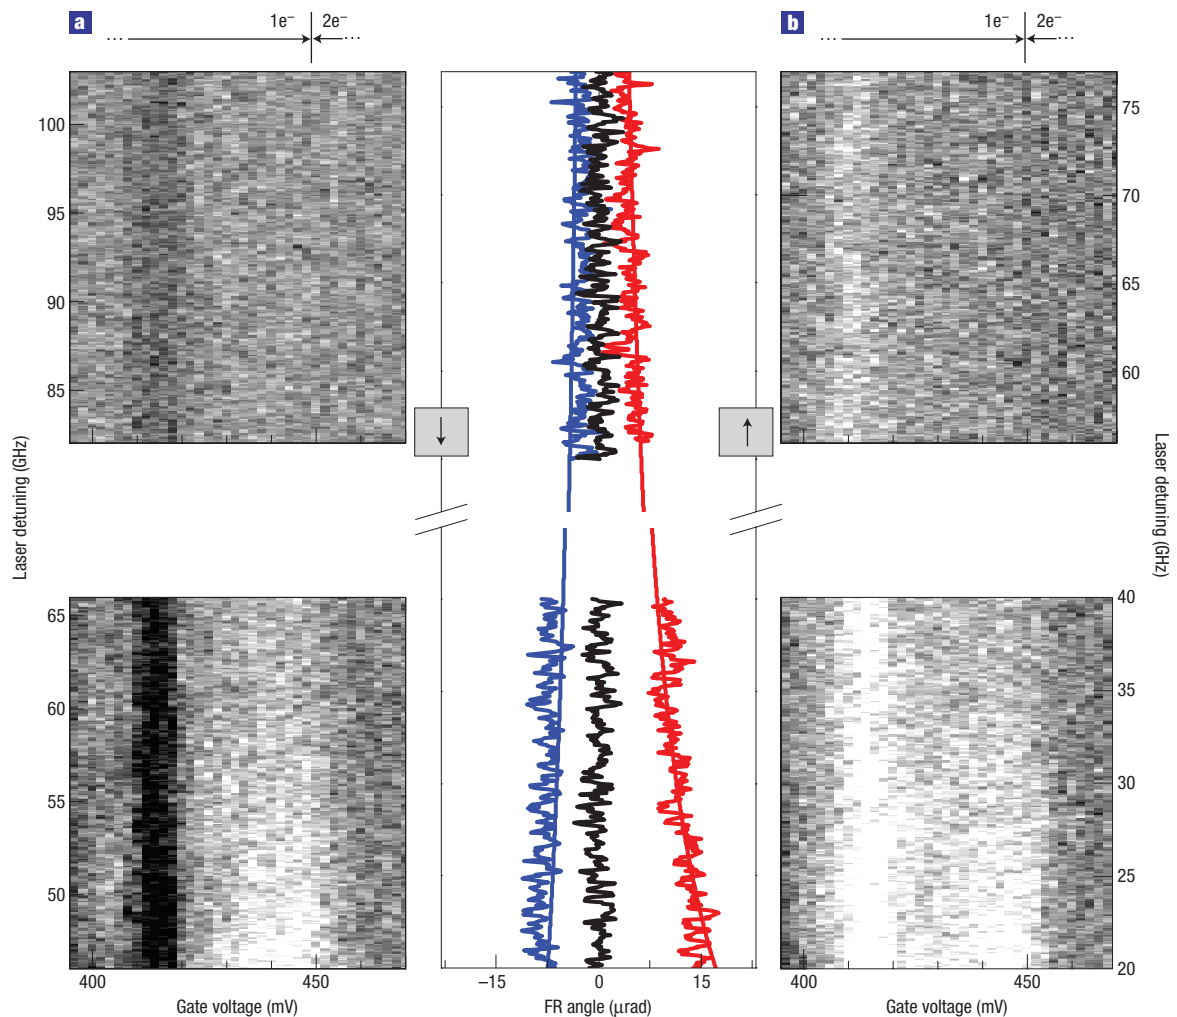 a
1e⁻
2e⁻
...
...
b
1e⁻
2e⁻
...
...
100
95
90
85
75
70
65
60
Laser detuning (GHz)
Laser detuning (GHz)
65
60
55
50
40
35
30
25
20
400
450
Gate voltage (mV)
–15
0
15
FR angle (μrad)
400
450
Gate voltage (mV)